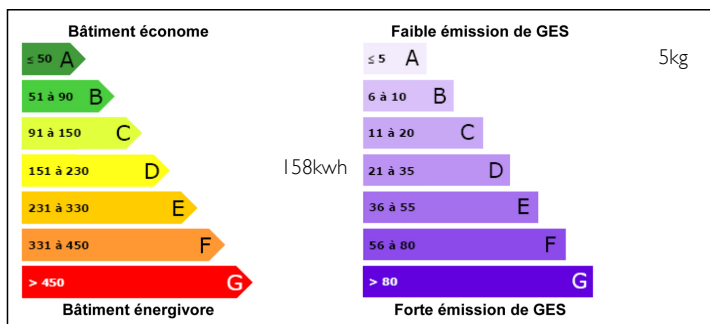 Bâtiment économe
≤ 50 A
51 à 90 B
91 à 150 C
151 à 230 D
158kwh
231 à 330 E
331 à 450 F
> 450 G
Bâtiment énergivore
Faible émission de GES
≤ 5 A
5kg
6 à 10 B
11 à 20 C
21 à 35 D
36 à 55 E
56 à 80 F
> 80 G
Forte émission de GES